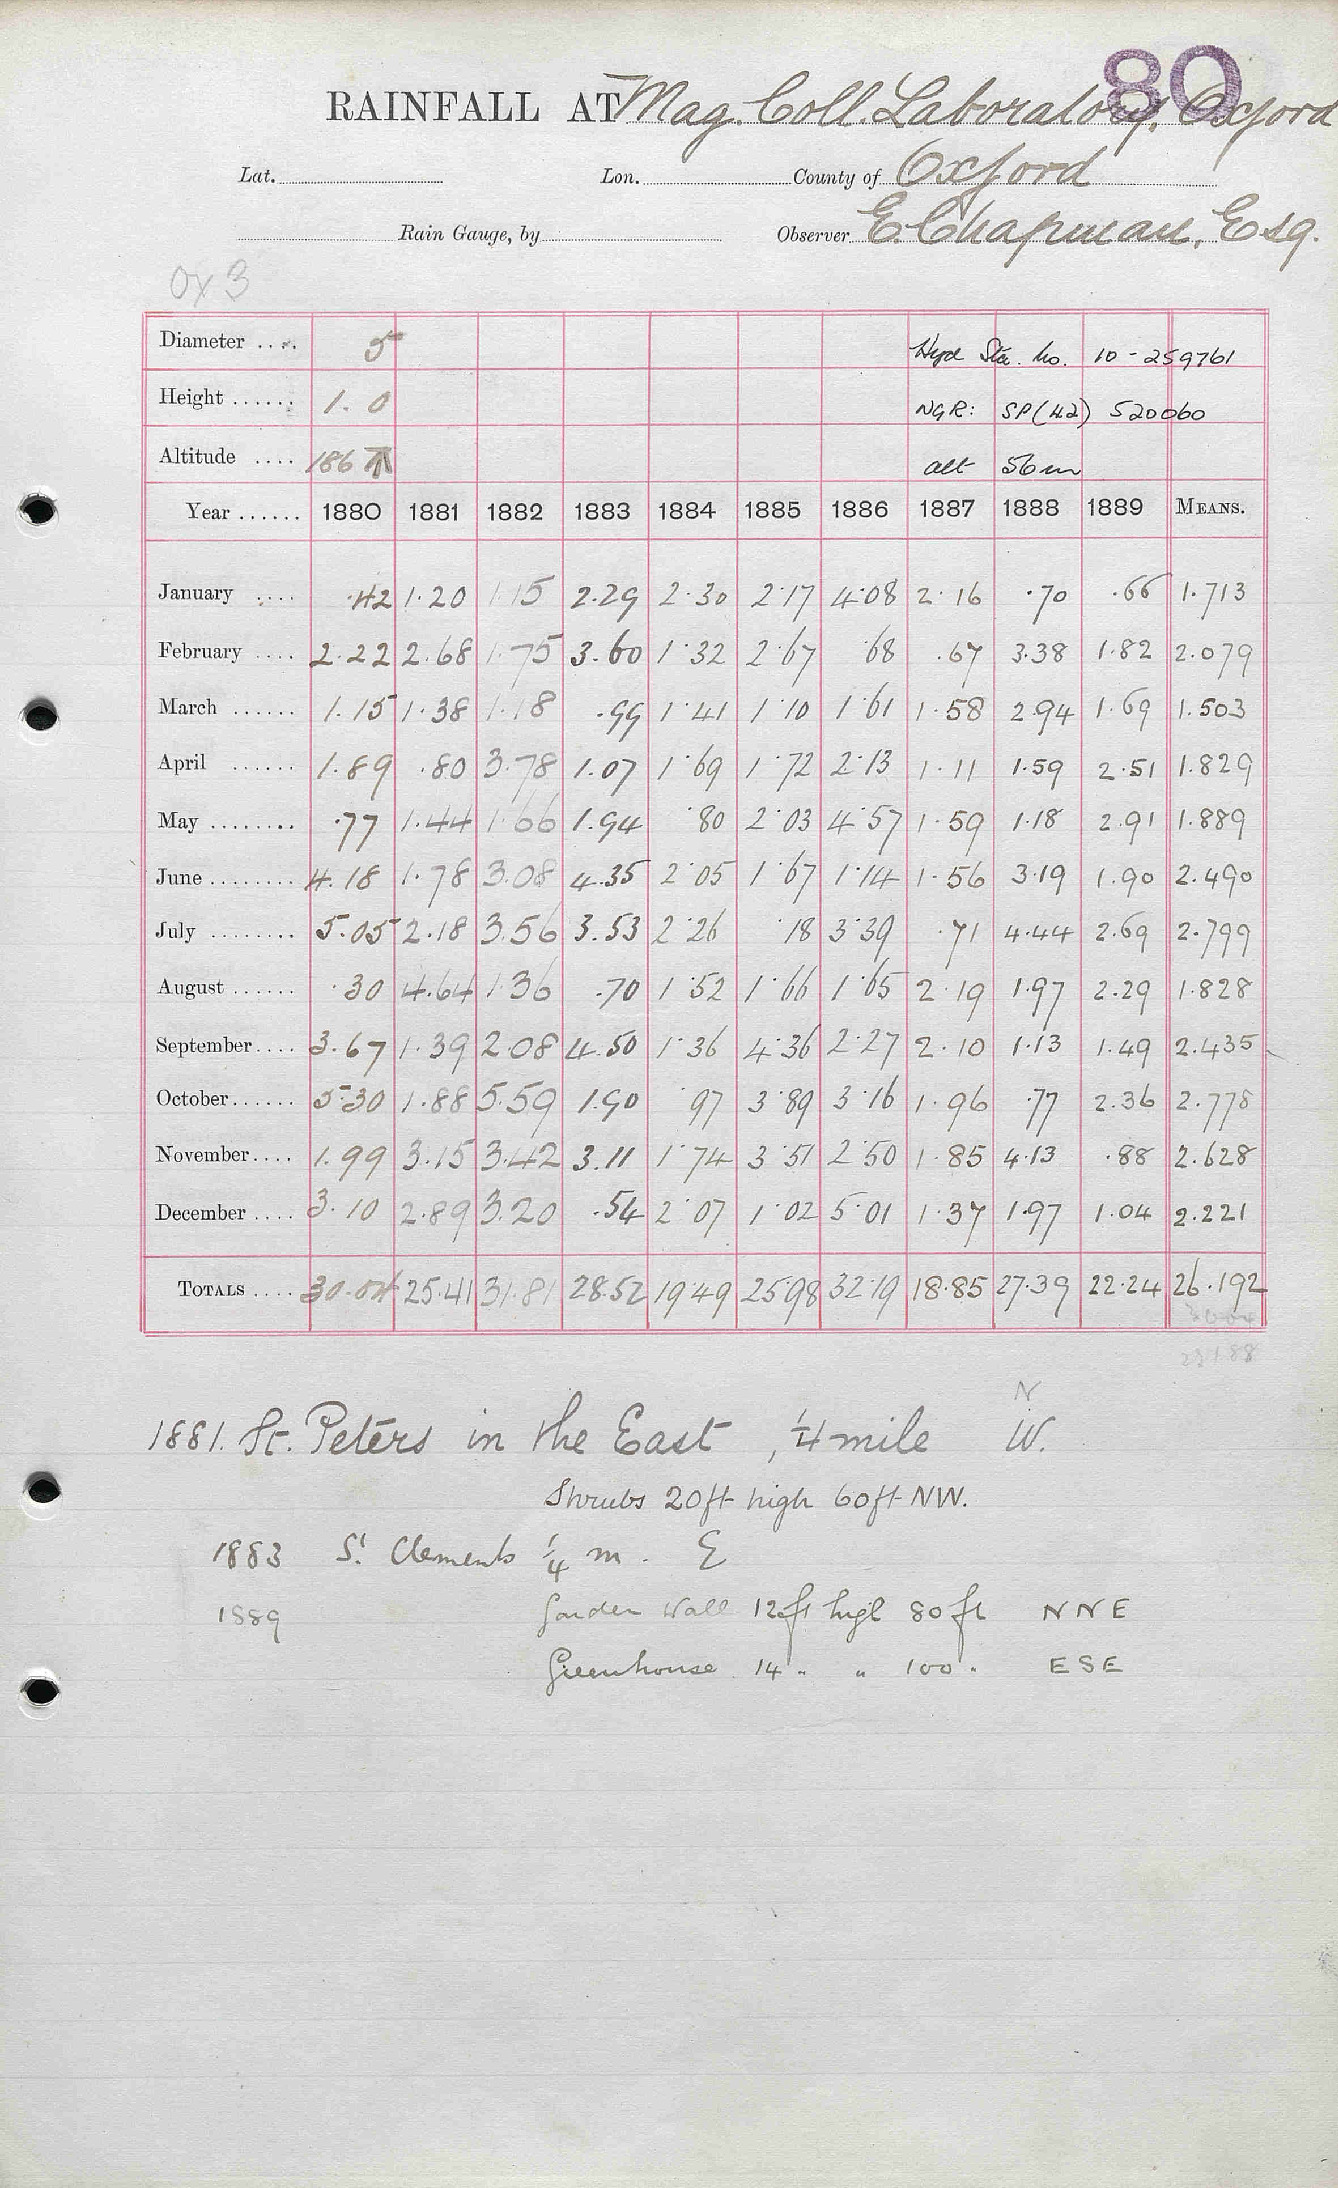 80
RAINFALL AT Mag. Coll. Laboratory, Oxford
Lat. Lon. County of Oxford
Rain Gauge, by Observer E. Chapman, Esq.
Ox 3
Diameter 5 Hyd Sta. No. 10-259761
Height 1. 0 NGR: SP(42) 520060
Altitude 186 alt 56m
Year 1880 1881 1882 1883 1884 1885 1886 1887 1888 1889 MEANS.
January .42 1.20 1.15 2.29 2.30 2.17 4.08 2.16 .70 .66 1.713
February 2.22 2.68 1.75 3.60 1.32 2.67 .68 .67 3.38 1.82 2.079
March 1.15 1.38 1.18 .99 1.41 1.10 1.61 1.58 2.94 1.69 1.503
April 1.89 .80 3.78 1.07 1.69 1.72 2.13 1.11 1.59 2.51 1.829
May .77 1.44 1.66 1.94 .80 2.03 4.57 1.59 1.18 2.91 1.889
June 4.18 1.78 3.08 4.35 2.05 1.67 1.14 1.56 3.19 1.90 2.490
July 5.05 2.18 3.56 3.53 2.26 .18 3.39 .71 4.44 2.69 2.799
August .30 4.64 1.36 .70 1.52 1.66 1.65 2.19 1.97 2.29 1.828
September 3.67 1.39 2.08 4.50 1.36 4.36 2.27 2.10 1.13 1.49 2.435
October 5.30 1.88 5.59 1.90 .97 3.89 3.16 1.96 .77 2.36 2.778
November 1.99 3.15 3.42 3.11 1.74 3.51 2.50 1.85 4.13 .88 2.628
December 3.10 2.89 3.20 .54 2.07 1.02 5.01 1.37 1.97 1.04 2.221
TOTALS 30.04 25.41 31.81 28.52 19.49 25.98 32.19 18.85 27.39 22.24 26.192
N
1881. St. Peters in the East, 1/4 mile W.
Shrubs 20ft high 60ft NW.
1883 St Clements 1/4 m. E
1889 Garden Wall 12ft high 80ft NNE
Greenhouse 14 " " 100 " ESE